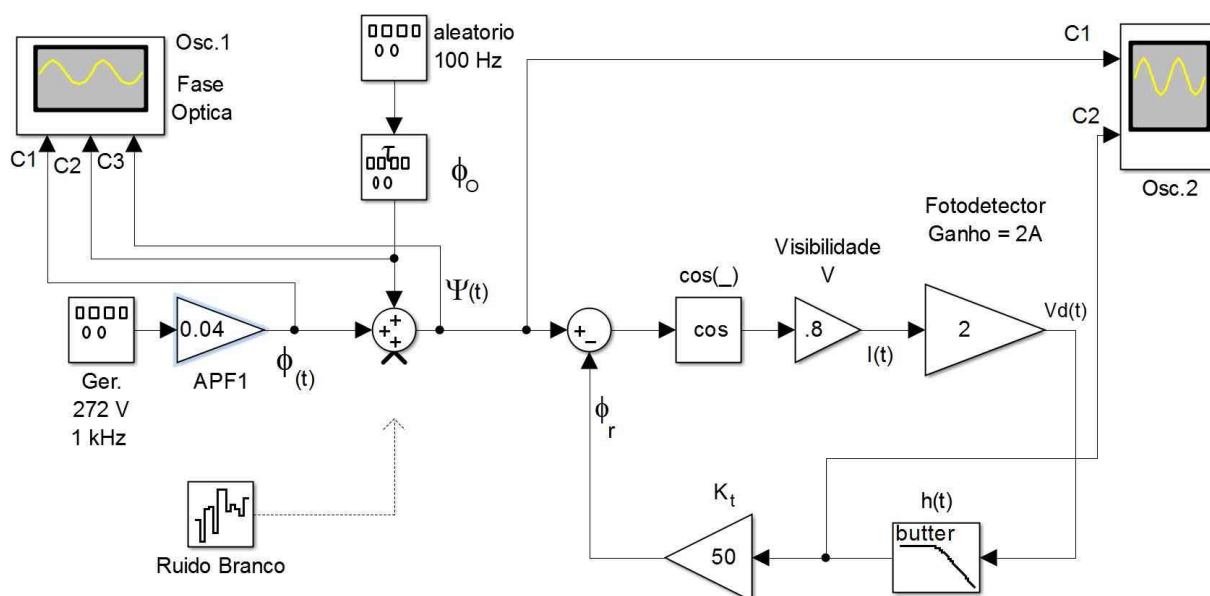 Osc.1
Fase
Optica
C1
C2
C3
aleatorio
100 Hz
τ
ϕo
C1
C2
Osc.2
Fotodetector
Ganho = 2A
Visibilidade
V
cos(_)
Ψ(t)
0.04
cos
.8
2
Vd(t)
I(t)
ϕ(t)
APF1
Ger.
272 V
1 kHz
ϕr
Kt
h(t)
butter
50
Ruido Branco